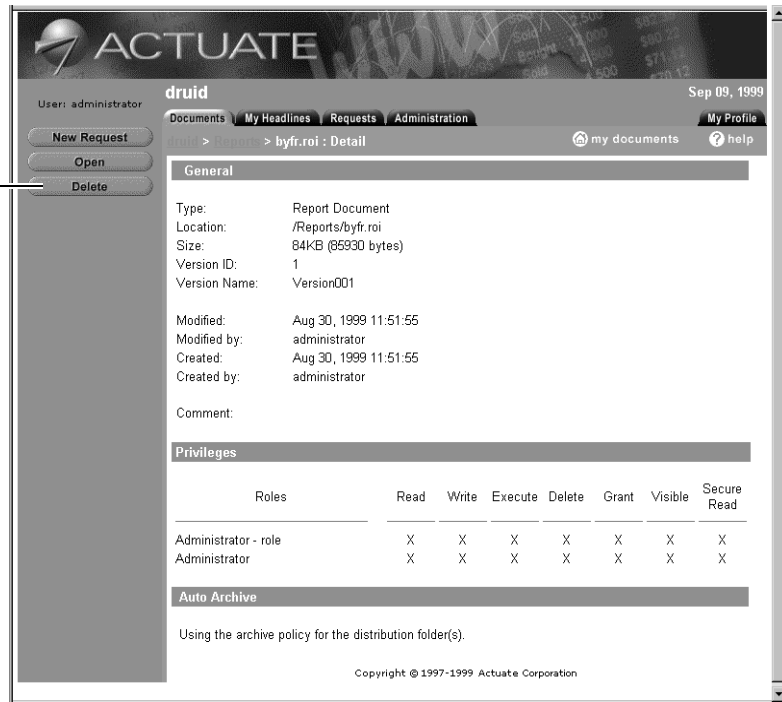 ACTUATE
User: administrator
druid
Sep 09, 1999
Documents My Headlines Requests Administration My Profile
New Request
druid > Reports > byfr.roi : Detail my documents ? help
Open
Delete
General
Type: Report Document
Location: /Reports/byfr.roi
Size: 84KB (85930 bytes)
Version ID: 1
Version Name: Version001
Modified: Aug 30, 1999 11:51:55
Modified by: administrator
Created: Aug 30, 1999 11:51:55
Created by: administrator
Comment:
Privileges
Roles Read Write Execute Delete Grant Visible Secure Read
Administrator - role X X X X X X X
Administrator X X X X X X X
Auto Archive
Using the archive policy for the distribution folder(s).
Copyright © 1997-1999 Actuate Corporation